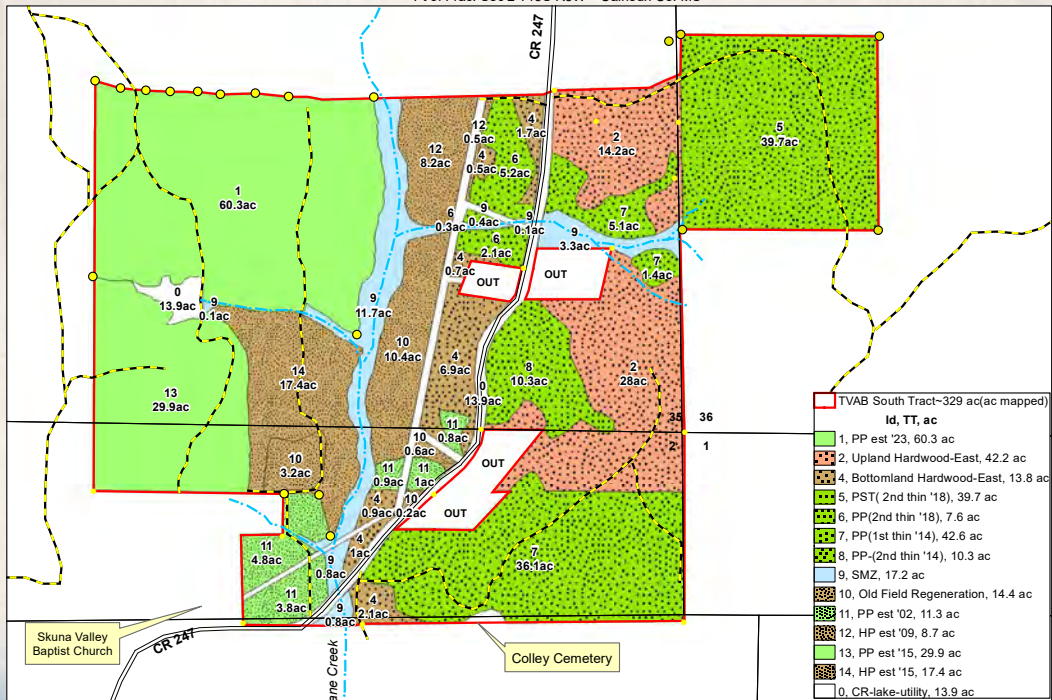 CR 247
12
0.5ac
4
1.7ac
2
14.2ac
5
39.7ac
12
8.2ac
4
0.5ac
6
5.2ac
1
60.3ac
6
0.3ac
9
0.4ac
9
0.1ac
7
5.1ac
9
3.3ac
6
2.1ac
4
0.7ac
OUT
OUT
7
1.4ac
0
13.9ac
9
0.1ac
9
11.7ac
10
10.4ac
4
6.9ac
0
13.9ac
8
10.3ac
2
28ac
14
17.4ac
13
29.9ac
11
0.8ac
35
36
2
1
10
0.6ac
OUT
10
3.2ac
11
0.9ac
11
1ac
4
0.9ac
10
0.2ac
OUT
4
1ac
11
4.8ac
9
0.8ac
7
36.1ac
11
3.8ac
4
2.1ac
9
0.8ac
Skuna Valley
Baptist Church
CR 247
ane Creek
Colley Cemetery
TVAB South Tract~329 ac(ac mapped)
Id, TT, ac
1, PP est '23, 60.3 ac
2, Upland Hardwood-East, 42.2 ac
4, Bottomland Hardwood-East, 13.8 ac
5, PST( 2nd thin '18), 39.7 ac
6, PP(2nd thin '18), 7.6 ac
7, PP(1st thin '14), 42.6 ac
8, PP-(2nd thin '14), 10.3 ac
9, SMZ, 17.2 ac
10, Old Field Regeneration, 14.4 ac
11, PP est '02, 11.3 ac
12, HP est '09, 8.7 ac
13, PP est '15, 29.9 ac
14, HP est '15, 17.4 ac
0, CR-lake-utility, 13.9 ac